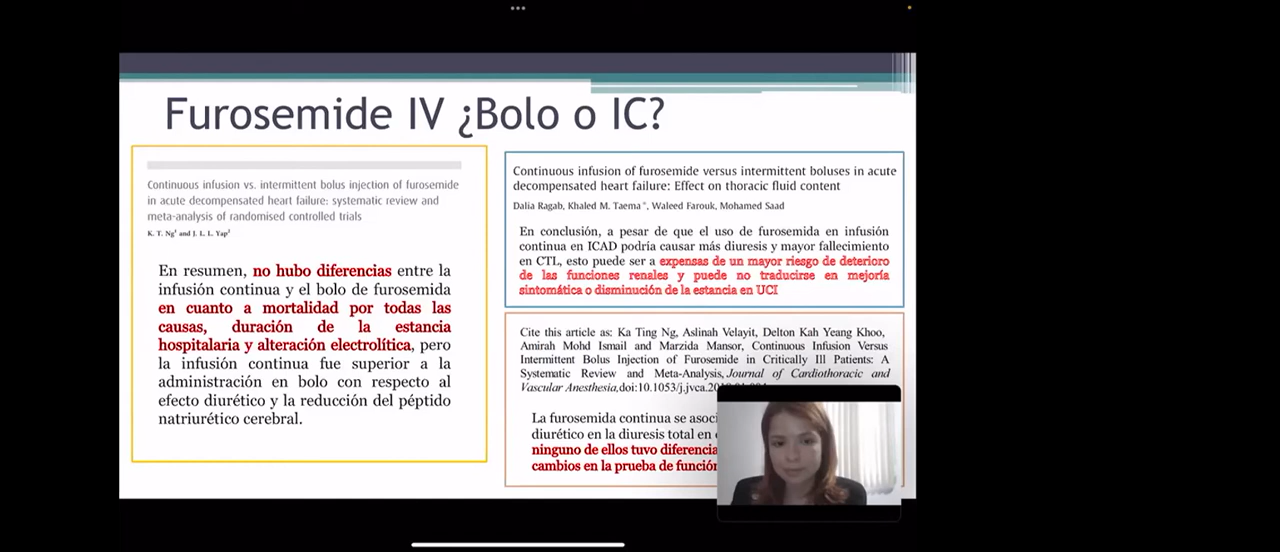 Furosemide IV ¿Bolo o IC?
Continuous infusion vs. intermittent bolus injection of furosemide
in acute decompensated heart failure: systematic review and
meta-analysis of randomised controlled trials
K. T. Ng¹ and J. L. L. Yap²
En resumen, no hubo diferencias entre la
infusión continua y el bolo de furosemida
en cuanto a mortalidad por todas las
causas, duración de la estancia
hospitalaria y alteración electrolítica, pero
la infusión continua fue superior a la
administración en bolo con respecto al
efecto diurético y la reducción del péptido
natriurético cerebral.
Continuous infusion of furosemide versus intermittent boluses in acute
decompensated heart failure: Effect on thoracic fluid content
Dalia Ragab, Khaled M. Taema *, Waleed Farouk, Mohamed Saad
En conclusión, a pesar de que el uso de furosemida en infusión
continua en ICAD podría causar más diuresis y mayor fallecimiento
en CTL, esto puede ser a expensas de un mayor riesgo de deterioro
de las funciones renales y puede no traducirse en mejoría
sintomática o disminución de la estancia en UCI
Cite this article as: Ka Ting Ng, Aslinah Velayit, Delton Kah Yeang Khoo,
Amirah Mohd Ismail and Marzida Mansor, Continuous Infusion Versus
Intermittent Bolus Injection of Furosemide in Critically Ill Patients: A
Systematic Review and Meta-Analysis, Journal of Cardiothoracic and
Vascular Anesthesia,
La furosemida continua se
diurético en la diuresis total en
ninguno de ellos tuvo
cambios en la prueba de